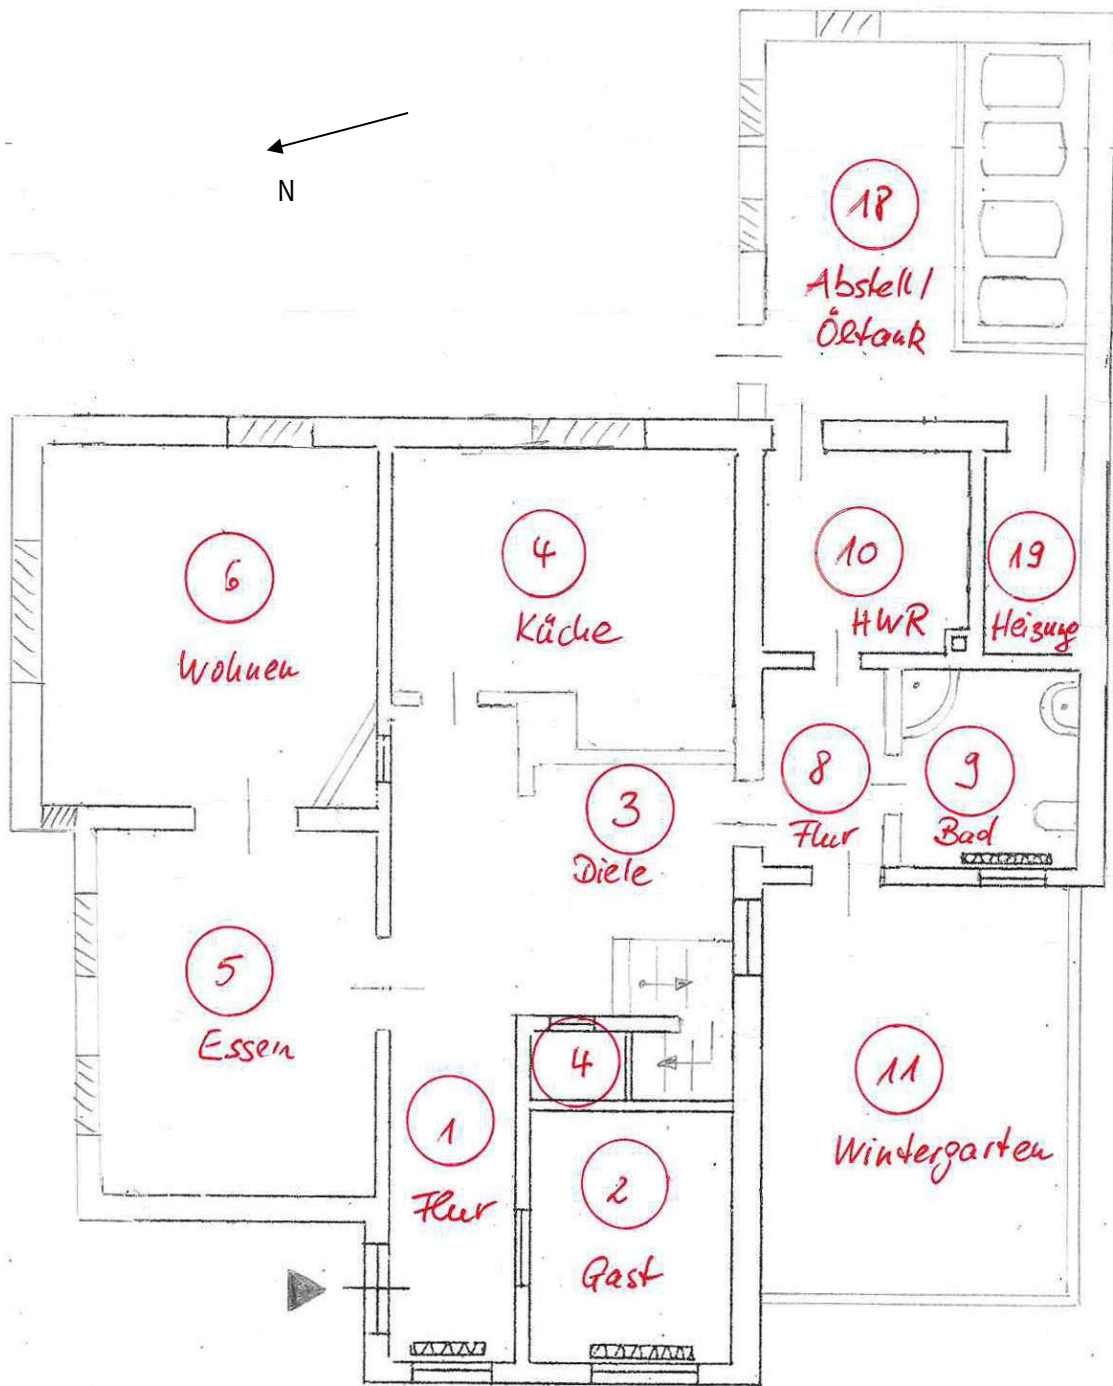 N
18
Abstell/
Öltank
6
Wohnen
4
Küche
10
HWR
19
Heizung
3
Diele
8
Flur
9
Bad
5
Essen
4
1
Flur
2
Gast
11
Wintergarten